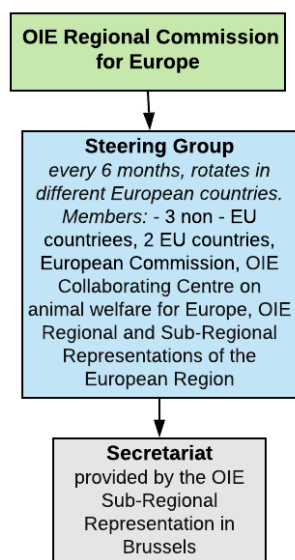 OIE Regional Commission
for Europe
Steering Group
every 6 months, rotates in
different European countries.
Members: - 3 non - EU
countriees, 2 EU countries,
European Commission, OIE
Collaborating Centre on
animal welfare for Europe, OIE
Regional and Sub-Regional
Representations of the
European Region
Secretariat
provided by the OIE
Sub-Regional
Representation in
Brussels